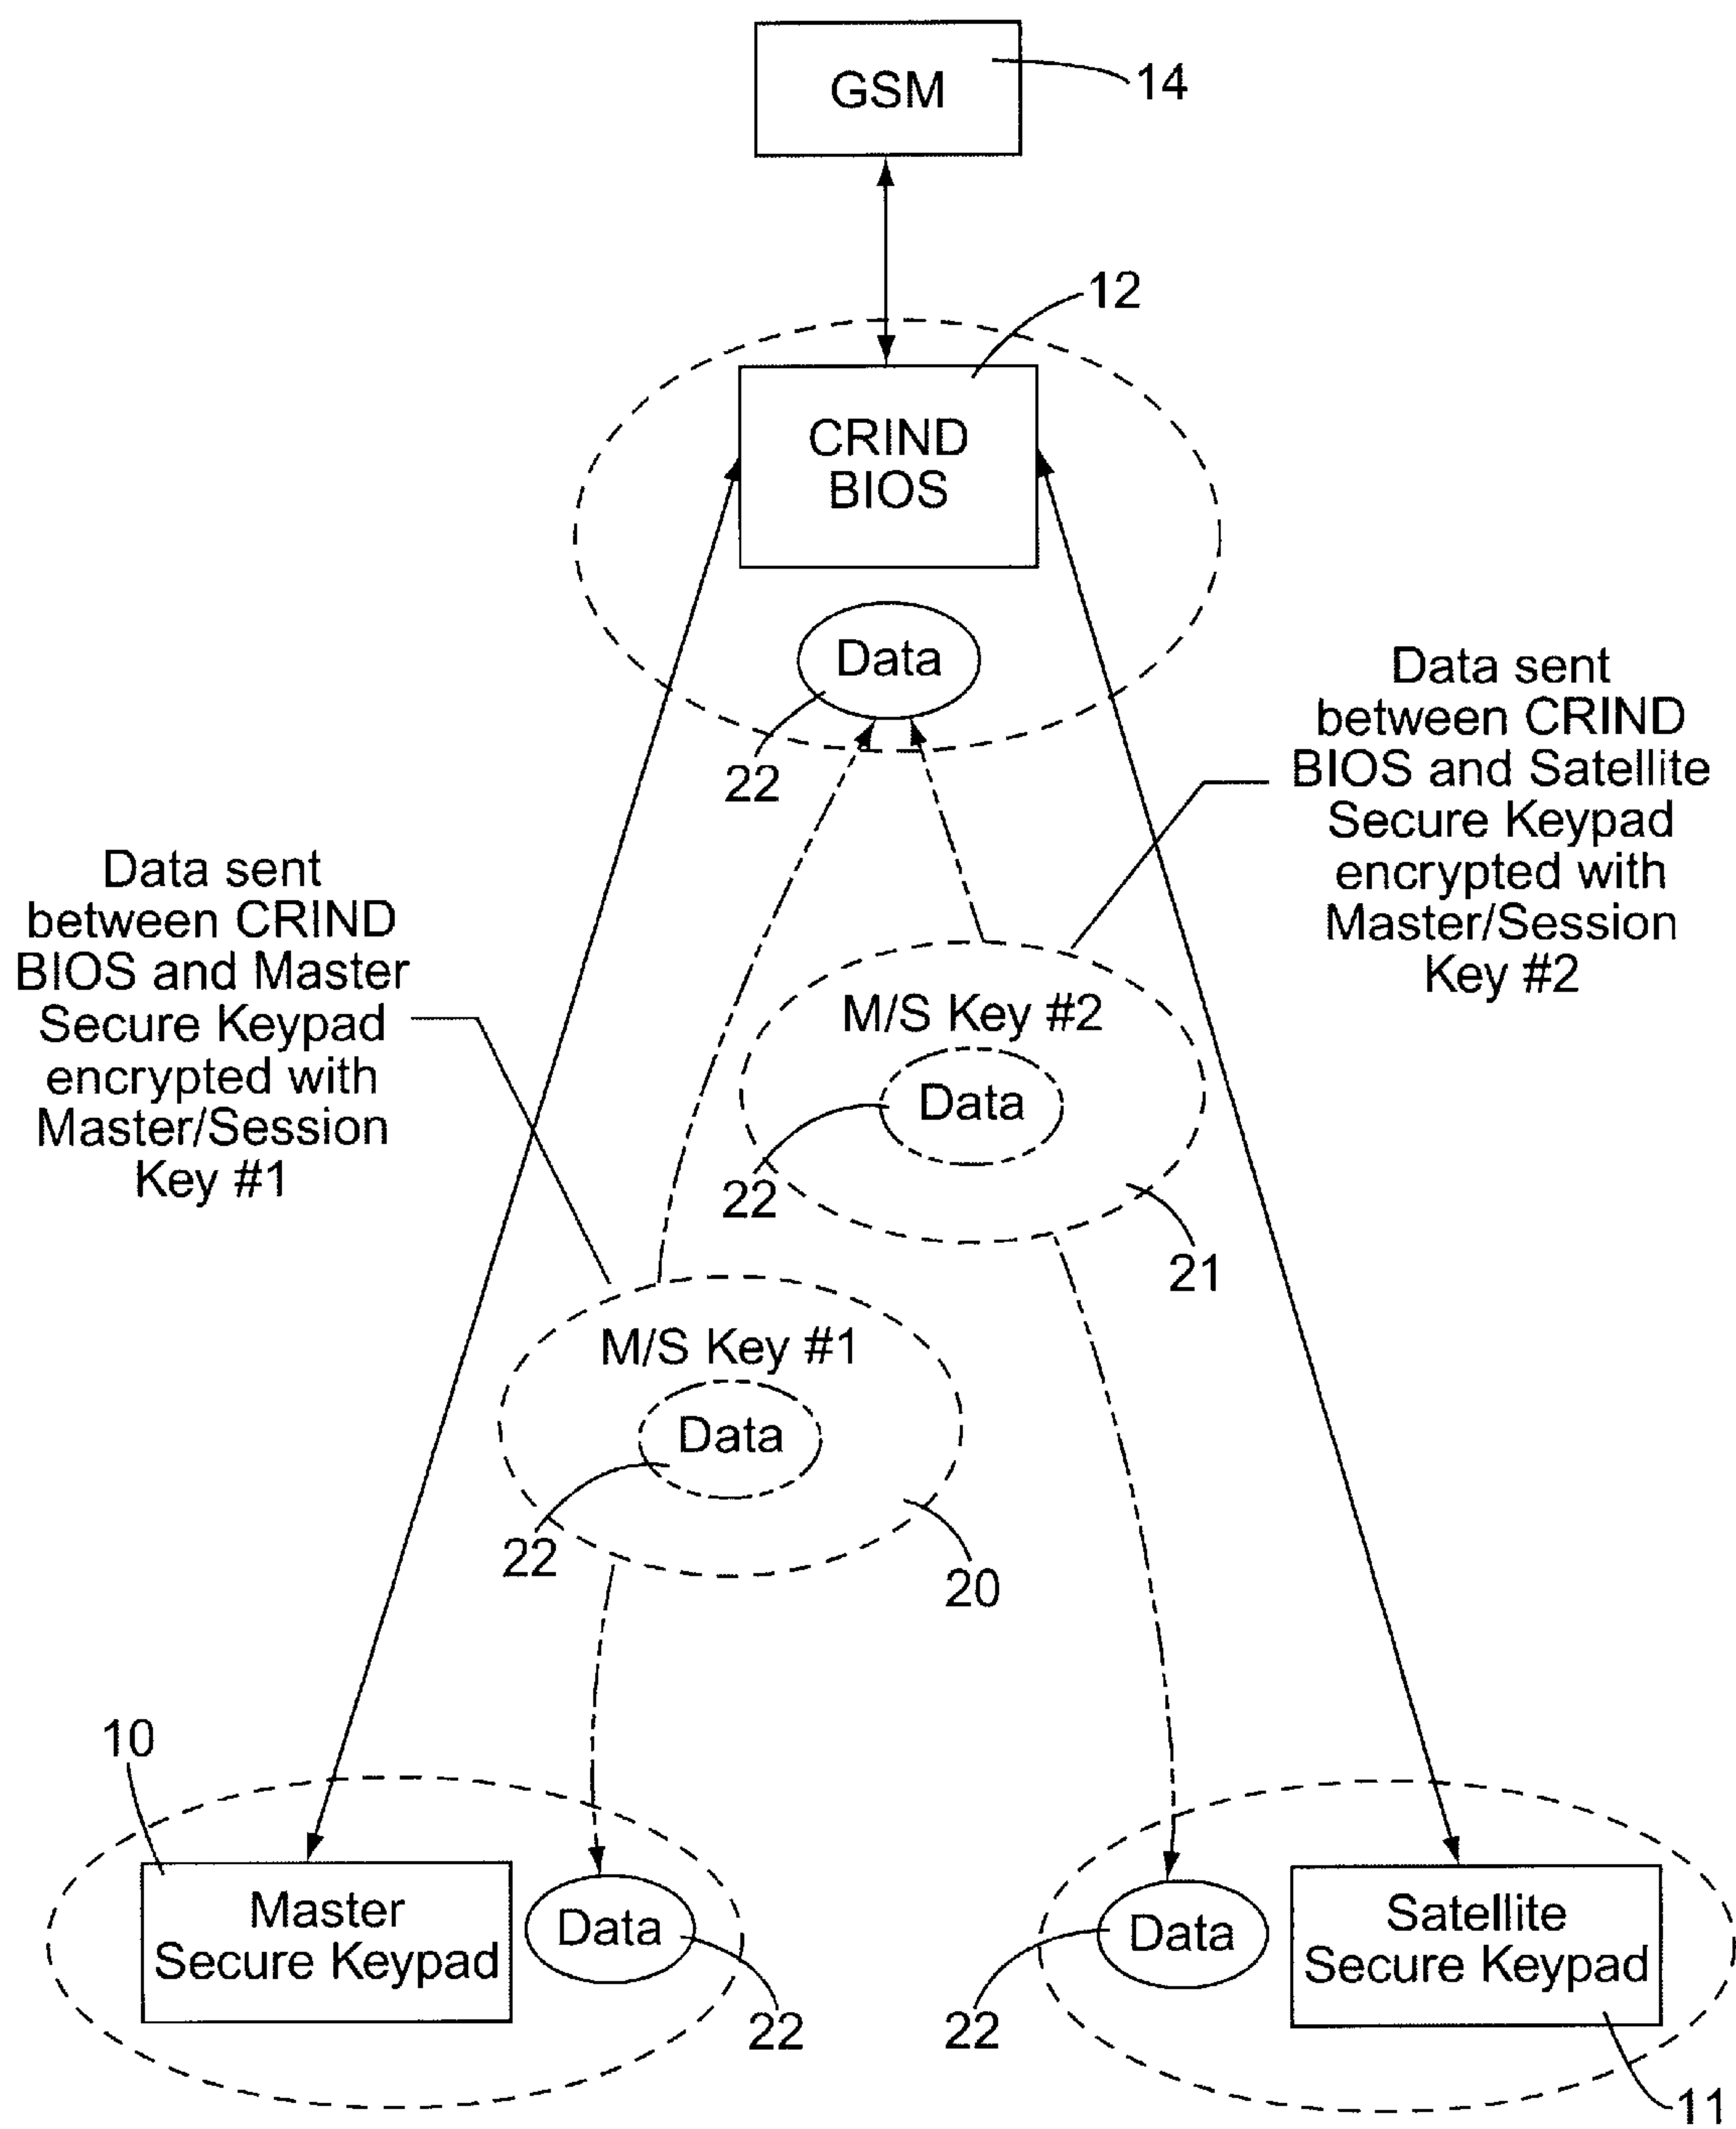 GSM
14
12
CRIND
BIOS
Data
22
Data sent
between CRIND
BIOS and Satellite
Secure Keypad
encrypted with
Master/Session
Key #2
Data sent
between CRIND
BIOS and Master
Secure Keypad
encrypted with
Master/Session
Key #1
M/S Key #2
Data
22
21
M/S Key #1
Data
22
20
10
Master
Secure Keypad
Data
22
Data
22
Satellite
Secure Keypad
11